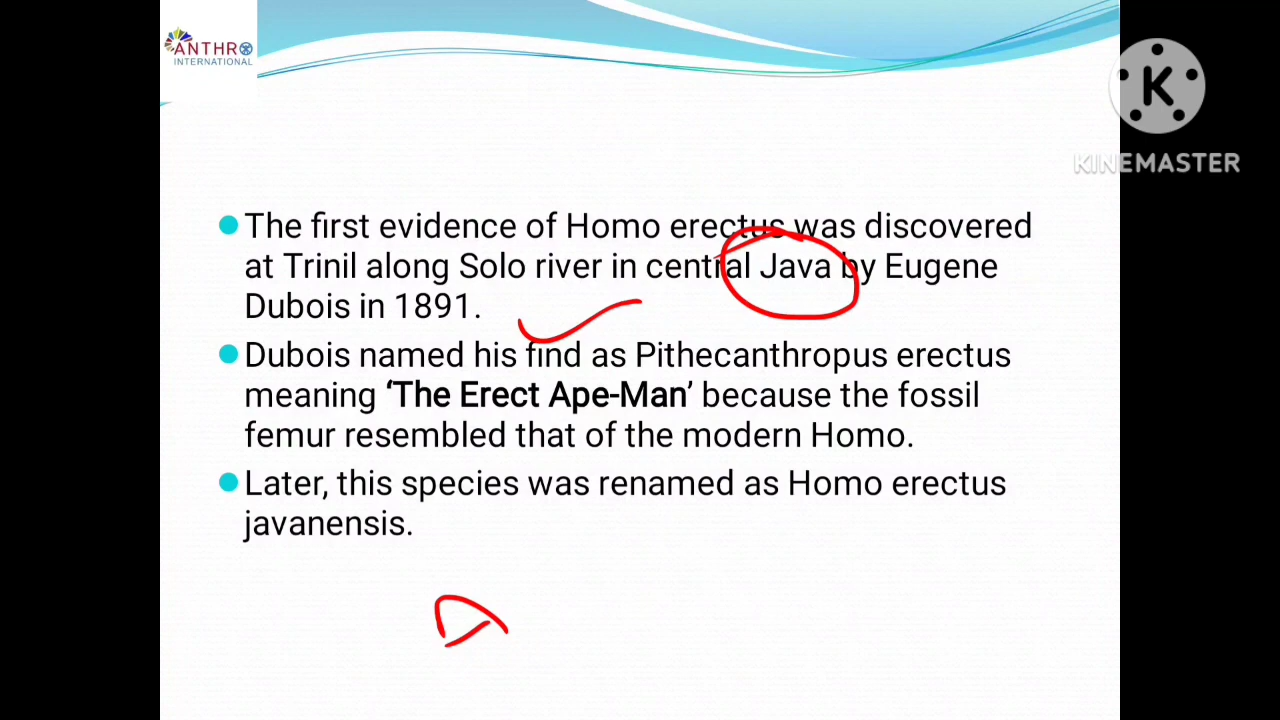 ANTHRO
INTERNATIONAL
K
KINEMASTER
The first evidence of Homo erectus was discovered
at Trinil along Solo river in central Java by Eugene
Dubois in 1891.
Dubois named his find as Pithecanthropus erectus
meaning ‘The Erect Ape-Man’ because the fossil
femur resembled that of the modern Homo.
Later, this species was renamed as Homo erectus
javanensis.